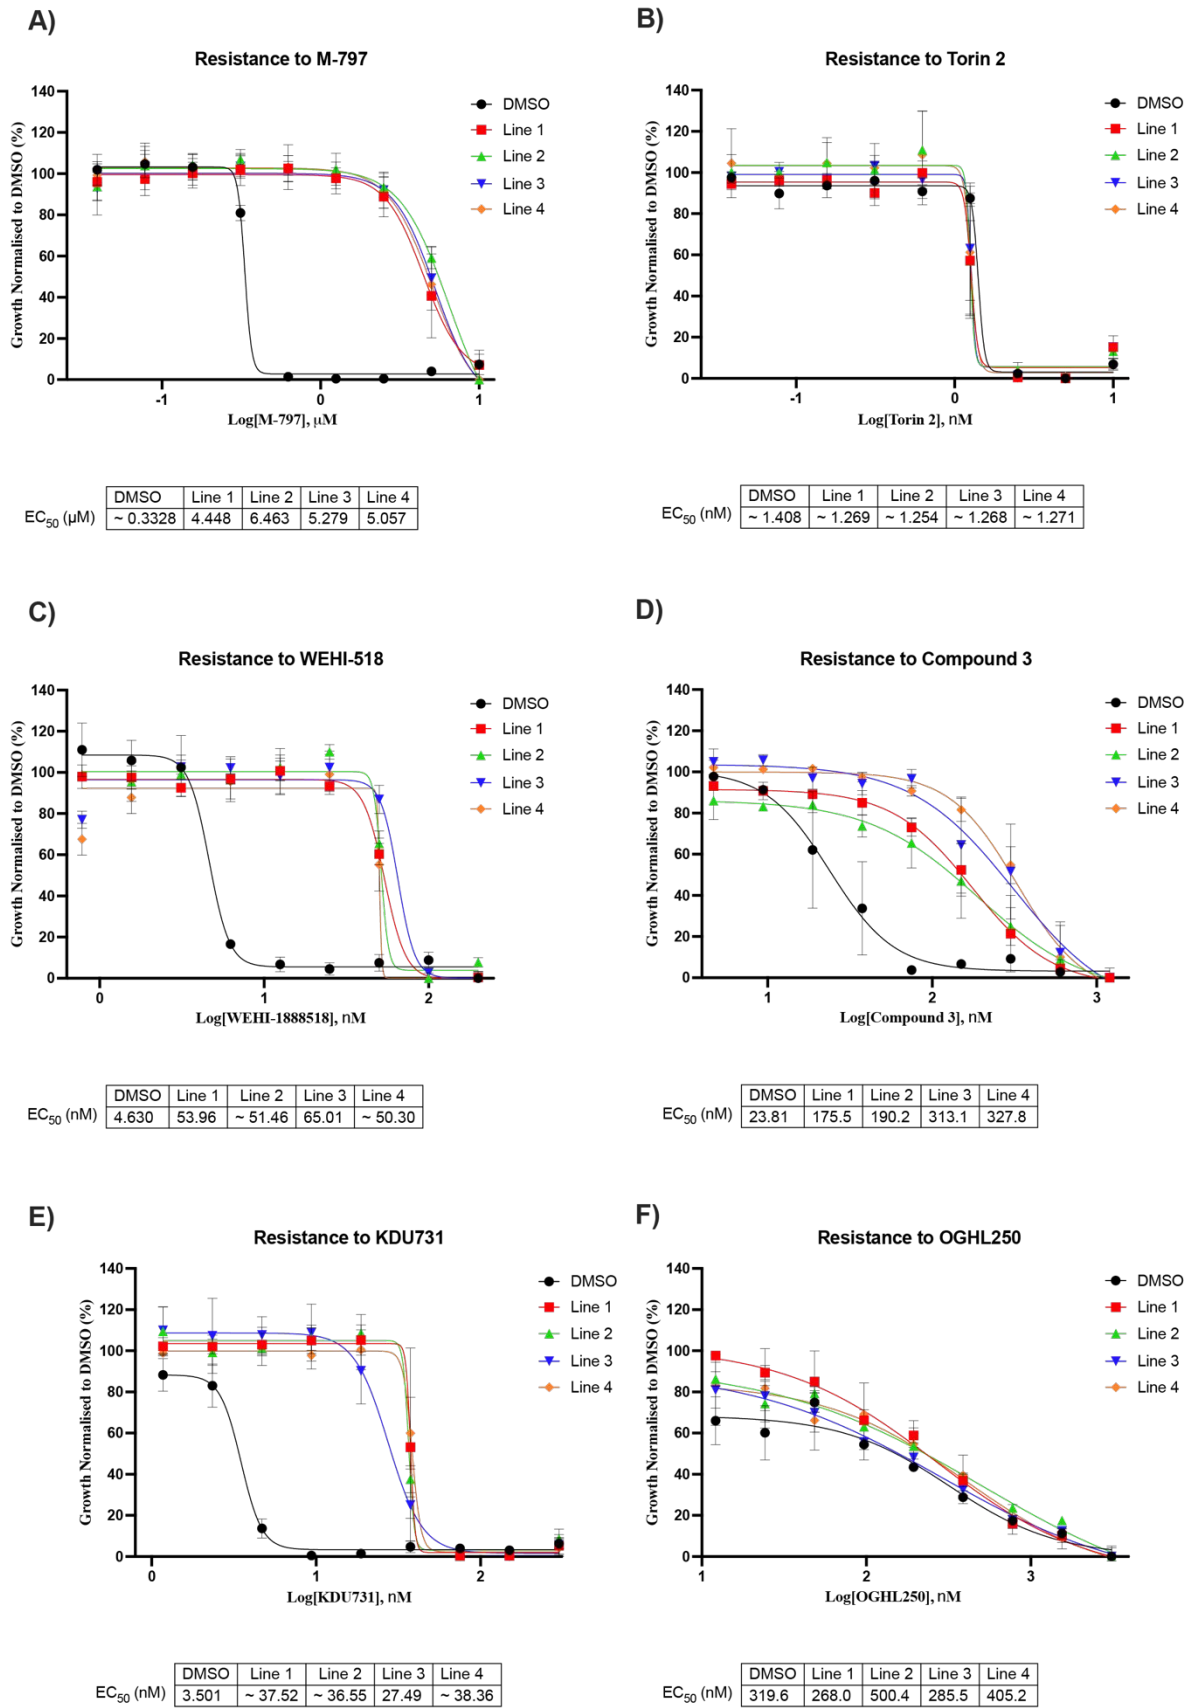 A)
Resistance to M-797
Growth Normalised to DMSO (%)
140
120
100
80
60
40
20
0
-1 0 1
Log[M-797], μM
DMSO
Line 1
Line 2
Line 3
Line 4
DMSO Line 1 Line 2 Line 3 Line 4
EC50 (µM) ~ 0.3328 4.448 6.463 5.279 5.057
B)
Resistance to Torin 2
Growth Normalised to DMSO (%)
140
120
100
80
60
40
20
0
-1 0 1
Log[Torin 2], nM
DMSO
Line 1
Line 2
Line 3
Line 4
DMSO Line 1 Line 2 Line 3 Line 4
EC50 (nM) ~ 1.408 ~ 1.269 ~ 1.254 ~ 1.268 ~ 1.271
C)
Resistance to WEHI-518
Growth Normalised to DMSO (%)
140
120
100
80
60
40
20
0
0 1 2
Log[WEHI-1888518], nM
DMSO
Line 1
Line 2
Line 3
Line 4
DMSO Line 1 Line 2 Line 3 Line 4
EC50 (nM) 4.630 53.96 ~ 51.46 65.01 ~ 50.30
D)
Resistance to Compound 3
Growth Normalised to DMSO (%)
140
120
100
80
60
40
20
0
1 2 3
Log[Compound 3], nM
DMSO
Line 1
Line 2
Line 3
Line 4
DMSO Line 1 Line 2 Line 3 Line 4
EC50 (nM) 23.81 175.5 190.2 313.1 327.8
E)
Resistance to KDU731
Growth Normalised to DMSO (%)
140
120
100
80
60
40
20
0
0 1 2
Log[KDU731], nM
DMSO
Line 1
Line 2
Line 3
Line 4
DMSO Line 1 Line 2 Line 3 Line 4
EC50 (nM) 3.501 ~ 37.52 ~ 36.55 27.49 ~ 38.36
F)
Resistance to OGHL250
Growth Normalised to DMSO (%)
140
120
100
80
60
40
20
0
1 2 3
Log[OGHL250], nM
DMSO
Line 1
Line 2
Line 3
Line 4
DMSO Line 1 Line 2 Line 3 Line 4
EC50 (nM) 319.6 268.0 500.4 285.5 405.2